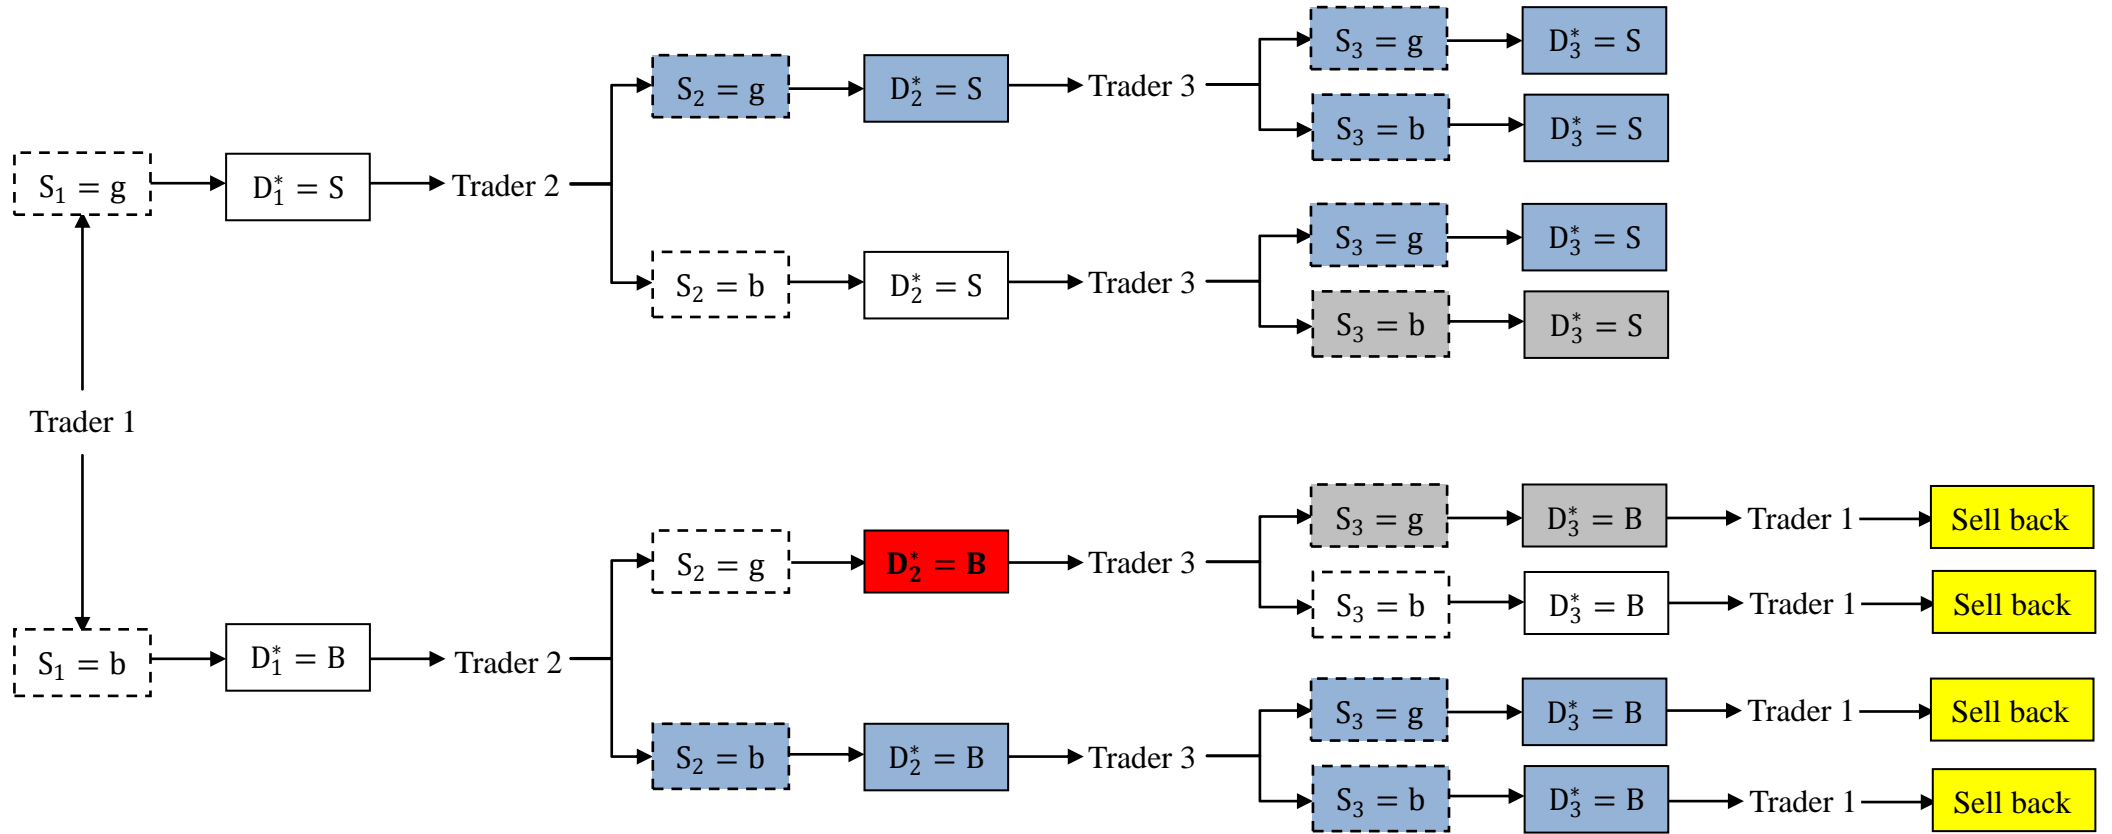 S₃ = g D₃* = S
S₂ = g D₂* = S Trader 3
S₃ = b D₃* = S
S₁ = g D₁* = S Trader 2
S₃ = g D₃* = S
S₂ = b D₂* = S Trader 3
S₃ = b D₃* = S
Trader 1
S₃ = g D₃* = B Trader 1 Sell back
S₂ = g D₂* = B Trader 3
S₃ = b D₃* = B Trader 1 Sell back
S₁ = b D₁* = B Trader 2
S₃ = g D₃* = B Trader 1 Sell back
S₂ = b D₂* = B Trader 3
S₃ = b D₃* = B Trader 1 Sell back